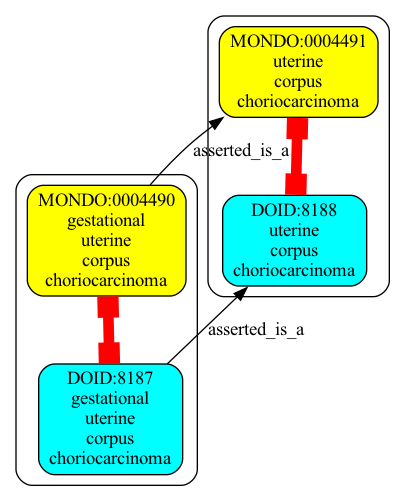 MONDO:0004491
uterine
corpus
choriocarcinoma
asserted_is_a
MONDO:0004490
gestational
uterine
corpus
choriocarcinoma
DOID:8188
uterine
corpus
choriocarcinoma
asserted_is_a
DOID:8187
gestational
uterine
corpus
choriocarcinoma